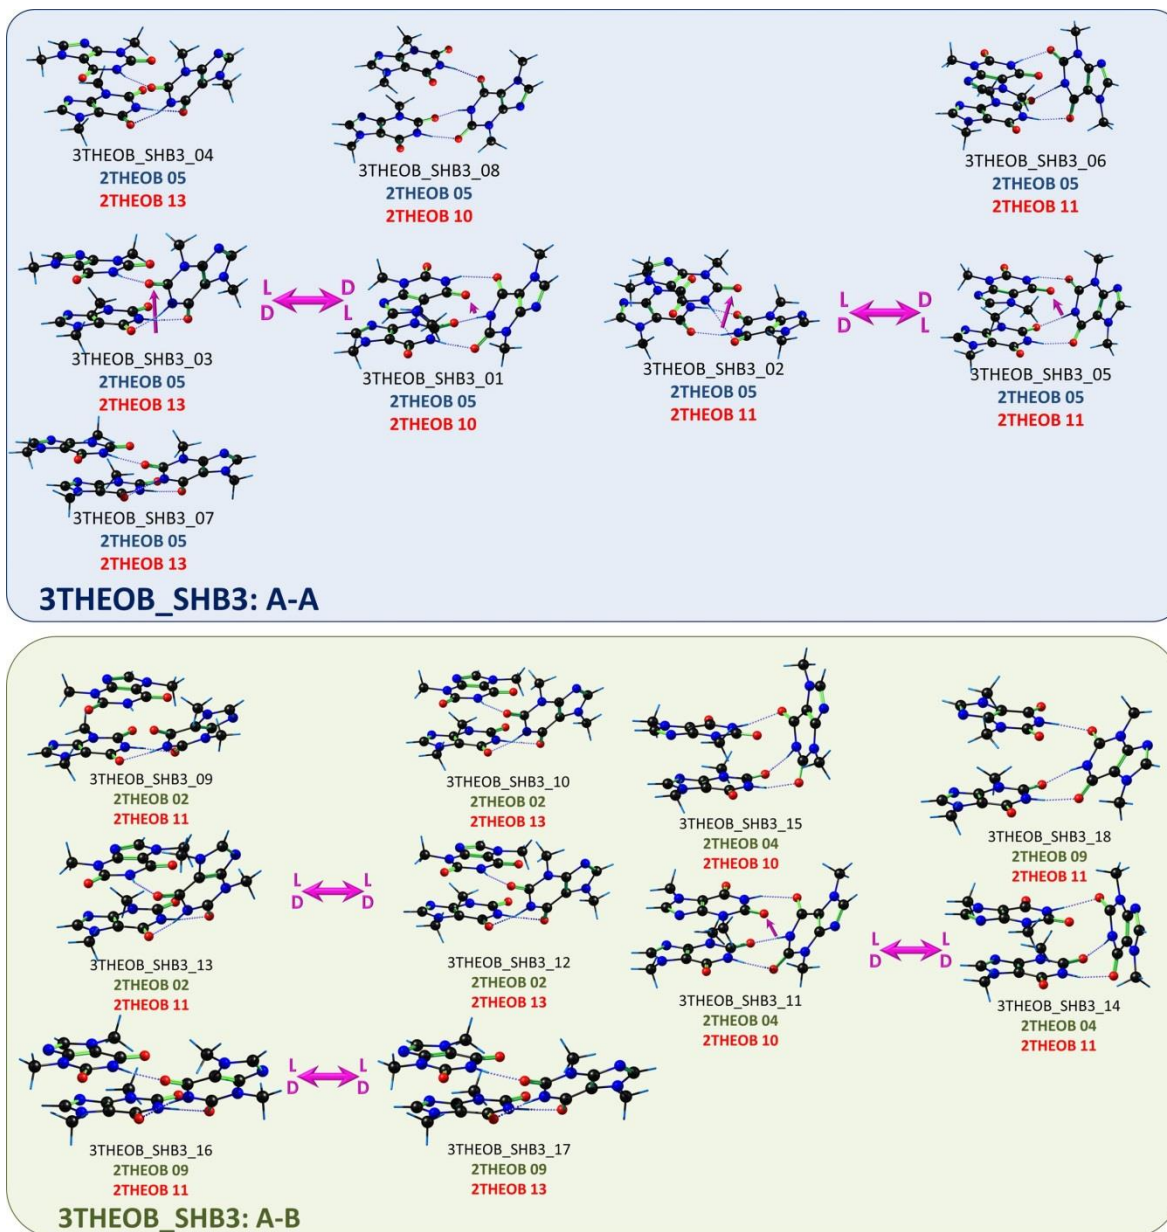 3THEOB_SHB3_04
2THEOB 05
2THEOB 13
3THEOB_SHB3_08
2THEOB 05
2THEOB 10
3THEOB_SHB3_06
2THEOB 05
2THEOB 11
L D
D L
L D
D L
3THEOB_SHB3_03
2THEOB 05
2THEOB 13
3THEOB_SHB3_01
2THEOB 05
2THEOB 10
3THEOB_SHB3_02
2THEOB 05
2THEOB 11
3THEOB_SHB3_05
2THEOB 05
2THEOB 11
3THEOB_SHB3_07
2THEOB 05
2THEOB 13
3THEOB_SHB3: A-A
3THEOB_SHB3_09
2THEOB 02
2THEOB 11
3THEOB_SHB3_10
2THEOB 02
2THEOB 13
3THEOB_SHB3_15
2THEOB 04
2THEOB 10
3THEOB_SHB3_18
2THEOB 09
2THEOB 11
L L
D D
3THEOB_SHB3_13
2THEOB 02
2THEOB 11
3THEOB_SHB3_12
2THEOB 02
2THEOB 13
L L
D D
3THEOB_SHB3_11
2THEOB 04
2THEOB 10
3THEOB_SHB3_14
2THEOB 04
2THEOB 11
L L
D D
3THEOB_SHB3_16
2THEOB 09
2THEOB 11
3THEOB_SHB3_17
2THEOB 09
2THEOB 13
3THEOB_SHB3: A-B